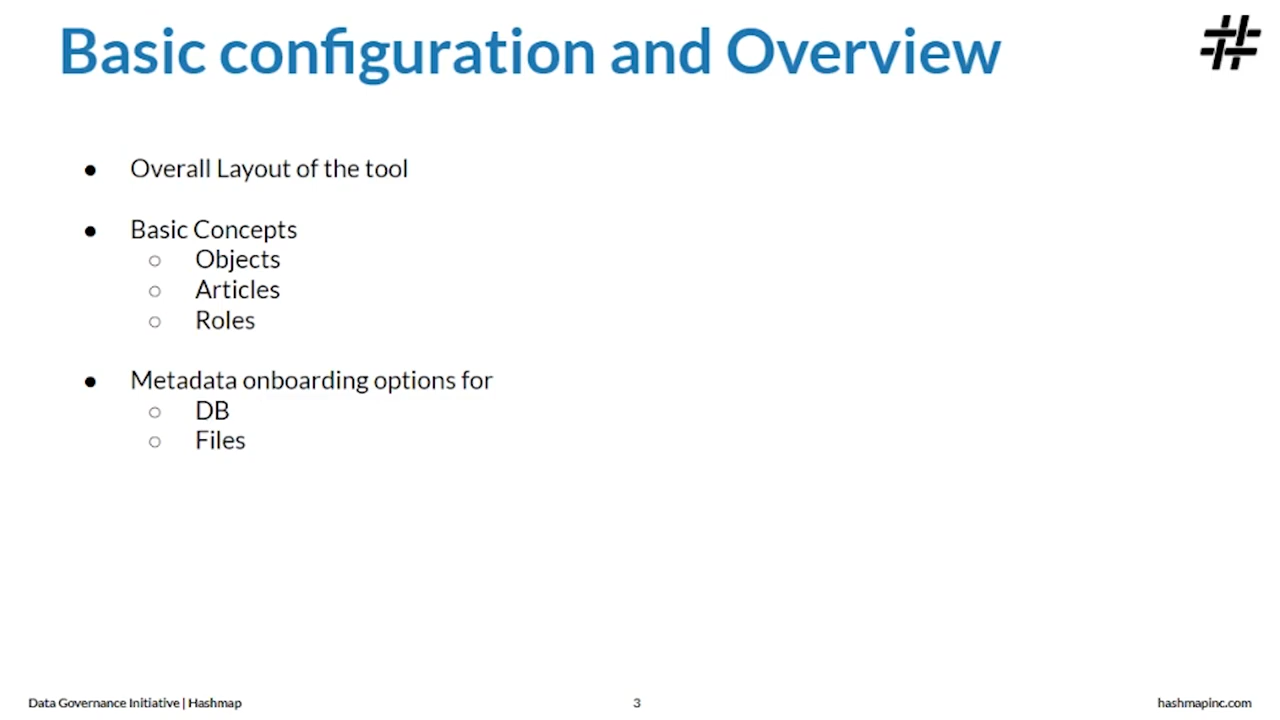 Basic configuration and Overview
● Overall Layout of the tool
● Basic Concepts
○ Objects
○ Articles
○ Roles
● Metadata onboarding options for
○ DB
○ Files
Data Governance Initiative | Hashmap
3
hashmapinc.com